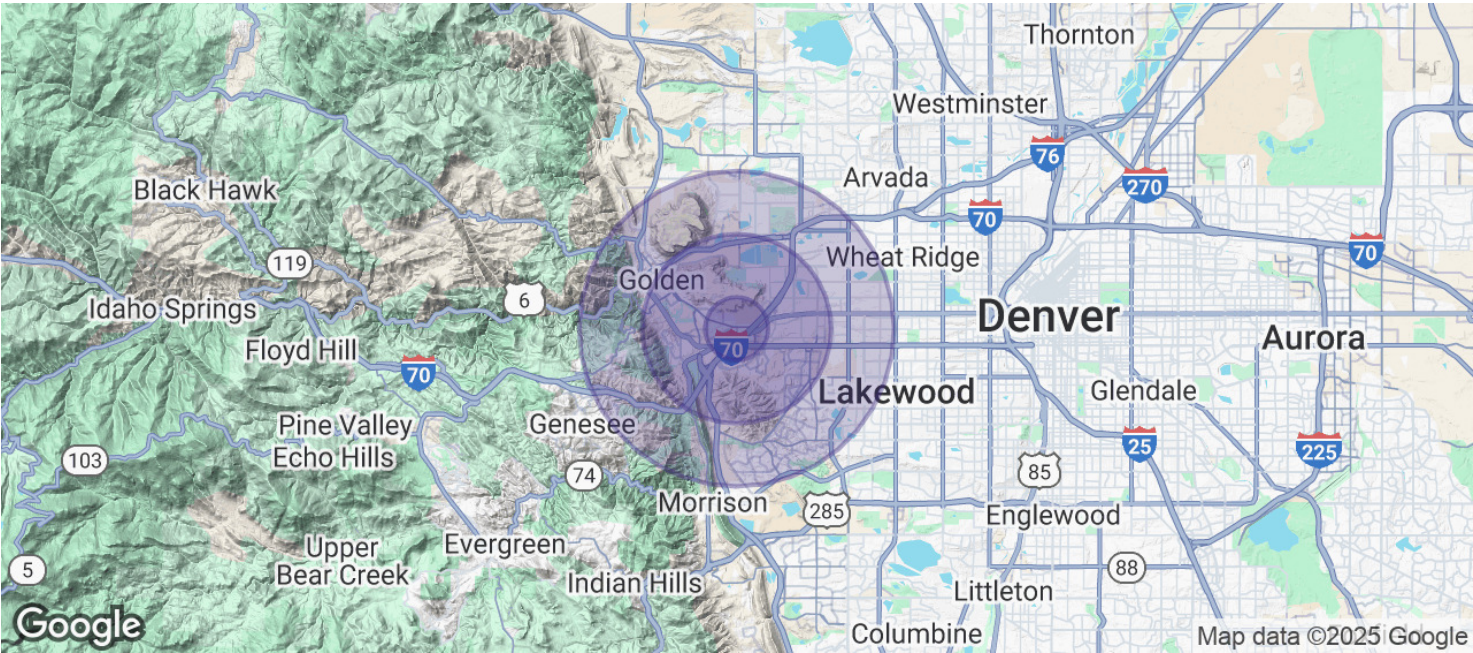 Thornton
Westminster
76
Arvada
270
Black Hawk
70
70
Wheat Ridge
119
Golden
6
Idaho Springs
Denver
Aurora
Floyd Hill
70
70
Lakewood
Glendale
Pine Valley
Genesee
25
225
Echo Hills
103
74
85
Morrison
285
Englewood
Upper
Bear Creek
Evergreen
5
Indian Hills
88
Littleton
Google
Columbine
Map data ©2025 Google